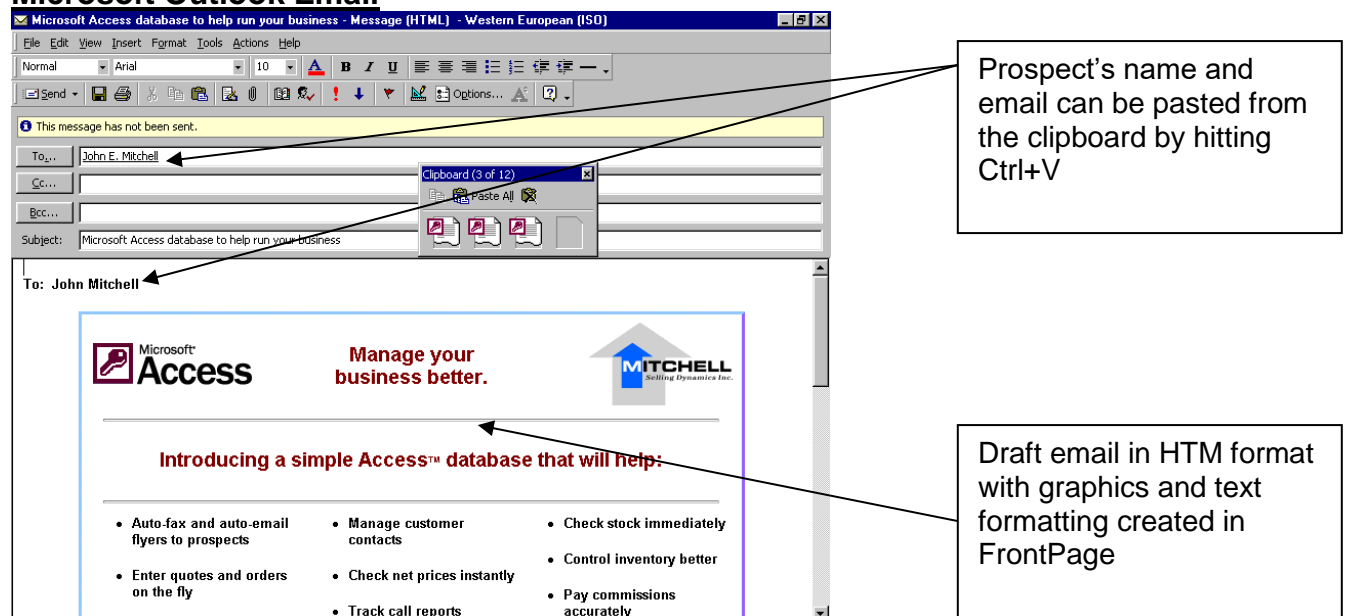 Microsoft Outlook Email
Microsoft Access database to help run your business - Message (HTML) - Western European (ISO)
File Edit View Insert Format Tools Actions Help
Normal Arial 10 A B I U
Send Options...
This message has not been sent.
To... John E. Mitchell
Cc...
Bcc...
Subject: Microsoft Access database to help run your business
Clipboard (3 of 12)
Paste All
To: John Mitchell
Microsoft
Access
Manage your
business better.
MITCHELL
Selling Dynamics Inc.
Introducing a simple Access™ database that will help:
• Auto-fax and auto-email
flyers to prospects
• Enter quotes and orders
on the fly
• Manage customer
contacts
• Check net prices instantly
• Track call reports
• Check stock immediately
• Control inventory better
• Pay commissions
accurately
Prospect's name and
email can be pasted from
the clipboard by hitting
Ctrl+V
Draft email in HTM format
with graphics and text
formatting created in
FrontPage